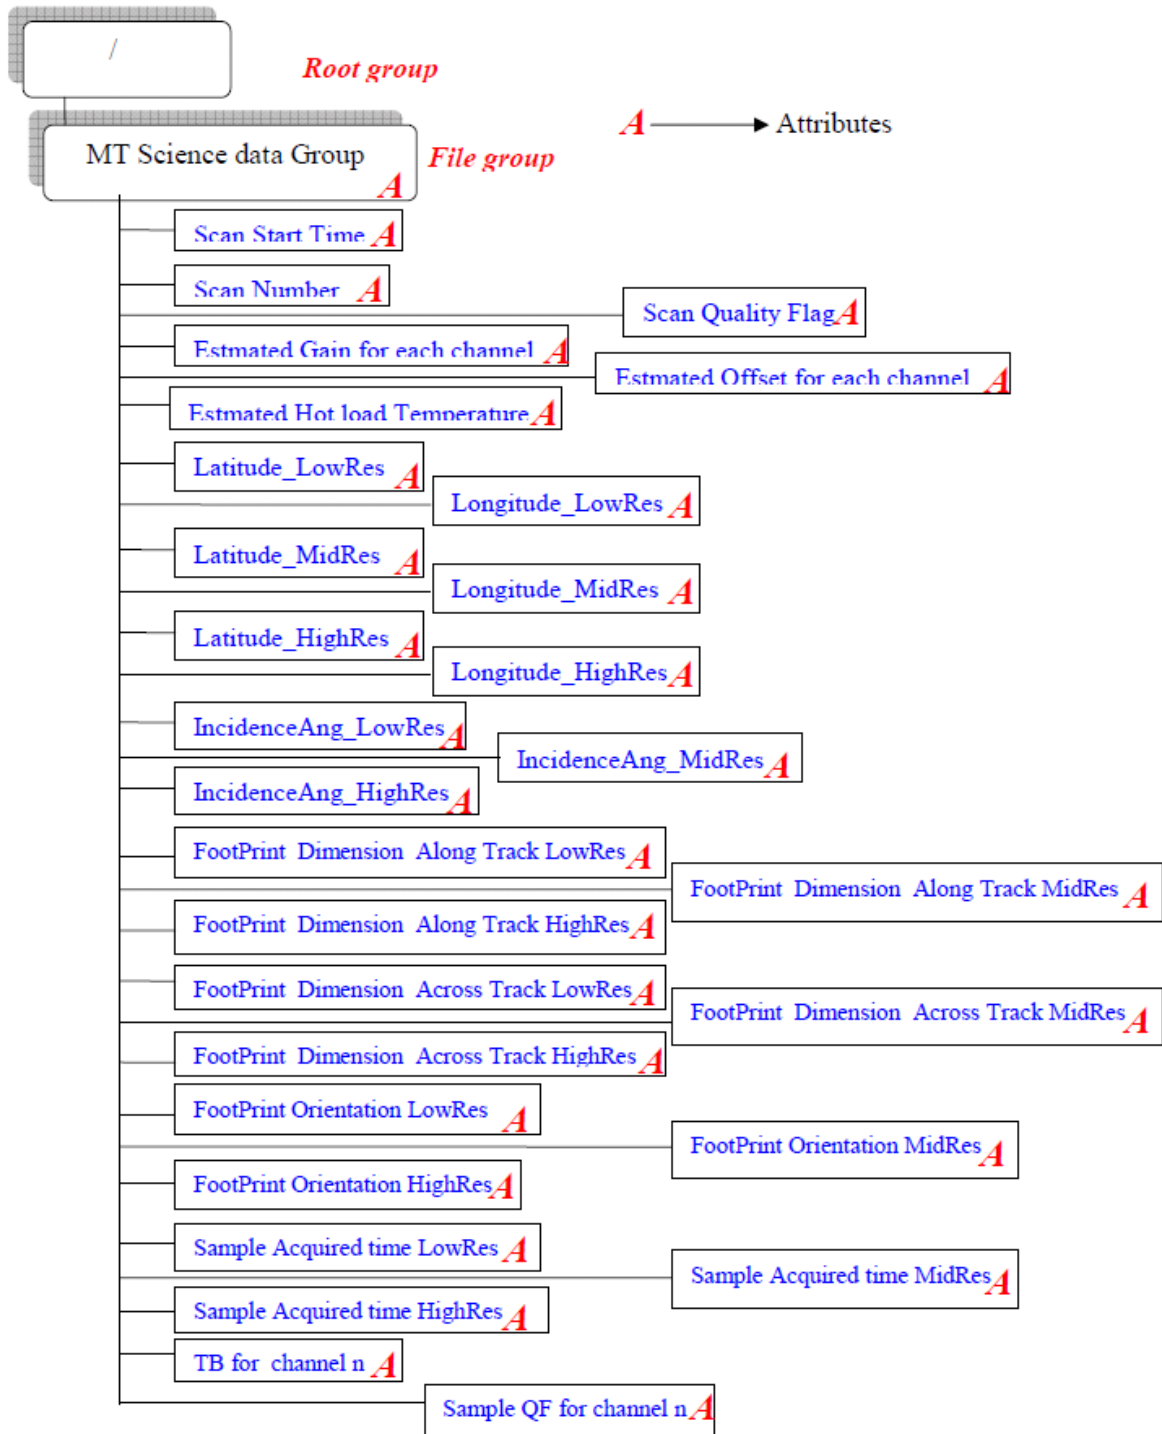 /
Root group
A Attributes
MT Science data Group A
File group
Scan Start Time A
Scan Number A
Scan Quality Flag A
Estmated Gain for each channel A
Estmated Offset for each channel A
Estmated Hot load Temperature A
Latitude_LowRes A
Longitude_LowRes A
Latitude_MidRes A
Longitude_MidRes A
Latitude_HighRes A
Longitude_HighRes A
IncidenceAng_LowRes A
IncidenceAng_MidRes A
IncidenceAng_HighRes A
FootPrint Dimension Along Track LowRes A
FootPrint Dimension Along Track MidRes A
FootPrint Dimension Along Track HighRes A
FootPrint Dimension Across Track LowRes A
FootPrint Dimension Across Track MidRes A
FootPrint Dimension Across Track HighRes A
FootPrint Orientation LowRes A
FootPrint Orientation MidRes A
FootPrint Orientation HighRes A
Sample Acquired time LowRes A
Sample Acquired time MidRes A
Sample Acquired time HighRes A
TB for channel n A
Sample QF for channel n A